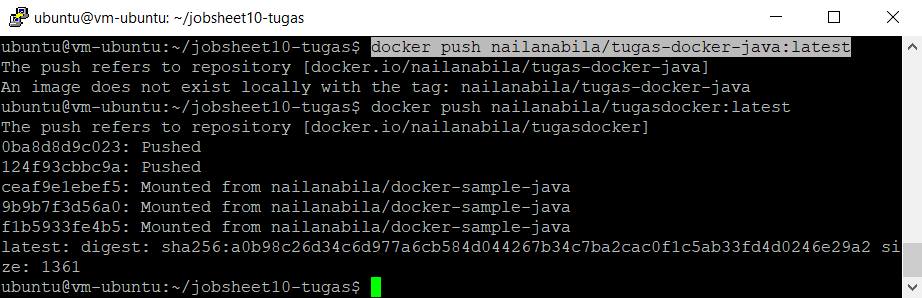 ubuntu@vm-ubuntu: ~/jobsheet10-tugas
ubuntu@vm-ubuntu:~/jobsheet10-tugas$ docker push nailanabila/tugas-docker-java:latest
The push refers to repository [docker.io/nailanabila/tugas-docker-java]
An image does not exist locally with the tag: nailanabila/tugas-docker-java
ubuntu@vm-ubuntu:~/jobsheet10-tugas$ docker push nailanabila/tugasdocker:latest
The push refers to repository [docker.io/nailanabila/tugasdocker]
0ba8d8d9c023: Pushed
124f93cbbc9a: Pushed
ceaf9e1ebef5: Mounted from nailanabila/docker-sample-java
9b9b7f3d56a0: Mounted from nailanabila/docker-sample-java
f1b5933fe4b5: Mounted from nailanabila/docker-sample-java
latest: digest: sha256:a0b98c26d34c6d977a6cb584d044267b34c7ba2cac0f1c5ab33fd4d0246e29a2 si
ze: 1361
ubuntu@vm-ubuntu:~/jobsheet10-tugas$